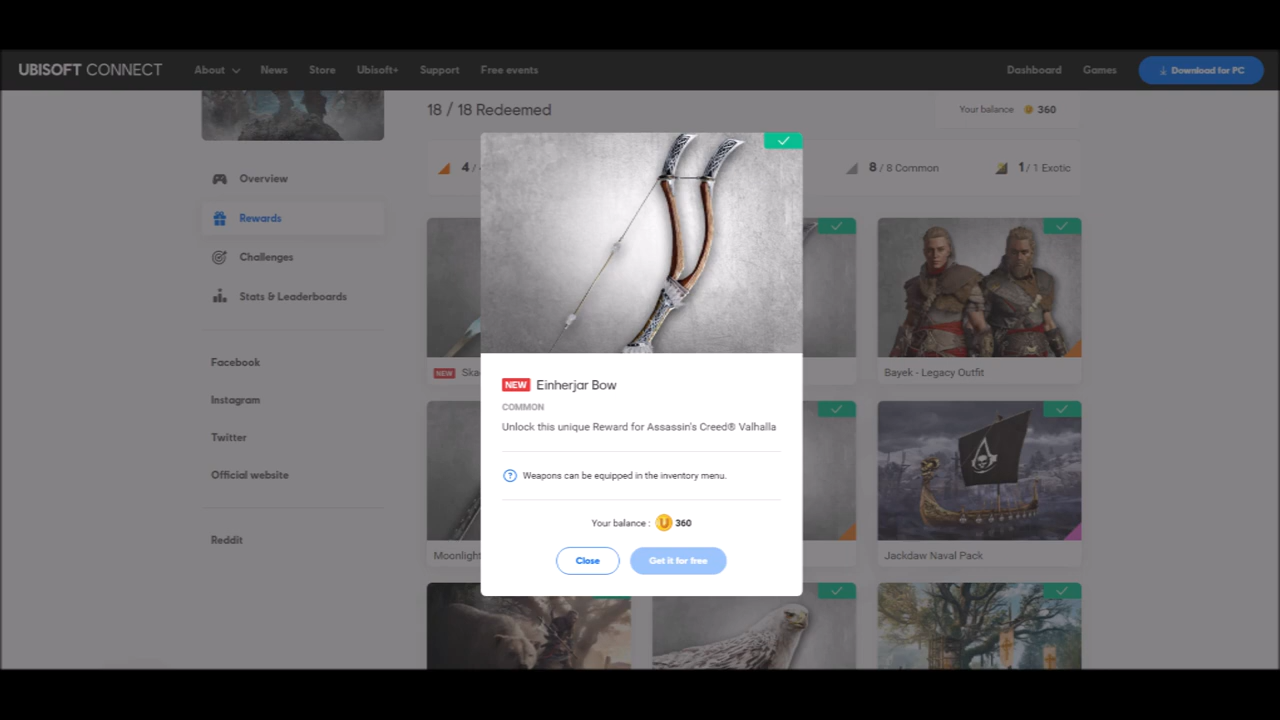 UBISOFT CONNECT
About
News
Store
Ubisoft+
Support
Free events
Dashboard
Games
Download for PC
18 / 18 Redeemed
Your balance 360
4 /
8 / 8 Common
1 / 1 Exotic
Overview
Rewards
Challenges
Stats & Leaderboards
Facebook
Instagram
Twitter
Official website
Reddit
NEW
Bayek - Legacy Outfit
Moonlight
Jackdaw Naval Pack
NEW Einherjar Bow
COMMON
Unlock this unique Reward for Assassin's Creed® Valhalla
? Weapons can be equipped in the inventory menu.
Your balance : U 360
Close
Get it for free